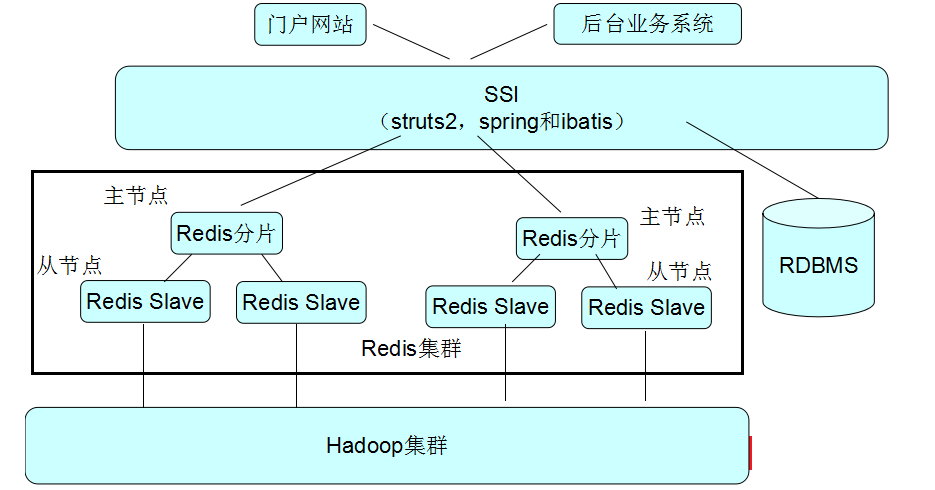 门户网站
后台业务系统
SSI
（struts2，spring和ibatis）
主节点
Redis分片
主节点
Redis分片
从节点
从节点
Redis Slave
Redis Slave
Redis Slave
Redis Slave
RDBMS
Redis集群
Hadoop集群